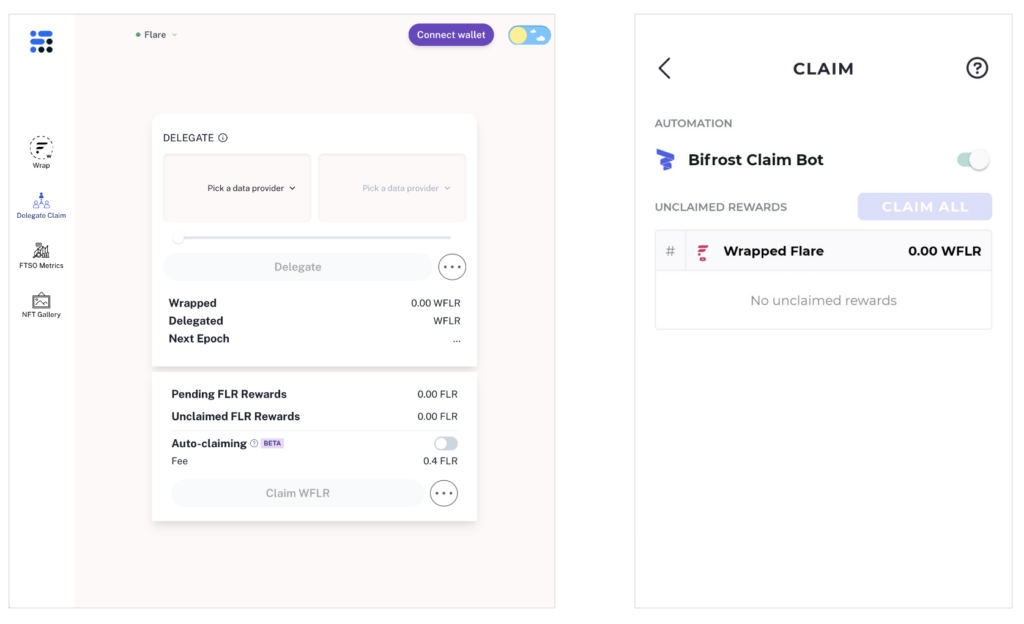 Flare
Connect wallet
Wrap
Delegate Claim
FTSO Metrics
NFT Gallery
DELEGATE
Pick a data provider
Pick a data provider
Delegate
Wrapped 0.00 WFLR
Delegated WFLR
Next Epoch ...
Pending FLR Rewards 0.00 FLR
Unclaimed FLR Rewards 0.00 FLR
Auto-claiming ? BETA
Fee 0.4 FLR
Claim WFLR
CLAIM ?
AUTOMATION
Bifrost Claim Bot
UNCLAIMED REWARDS CLAIM ALL
# Wrapped Flare 0.00 WFLR
No unclaimed rewards